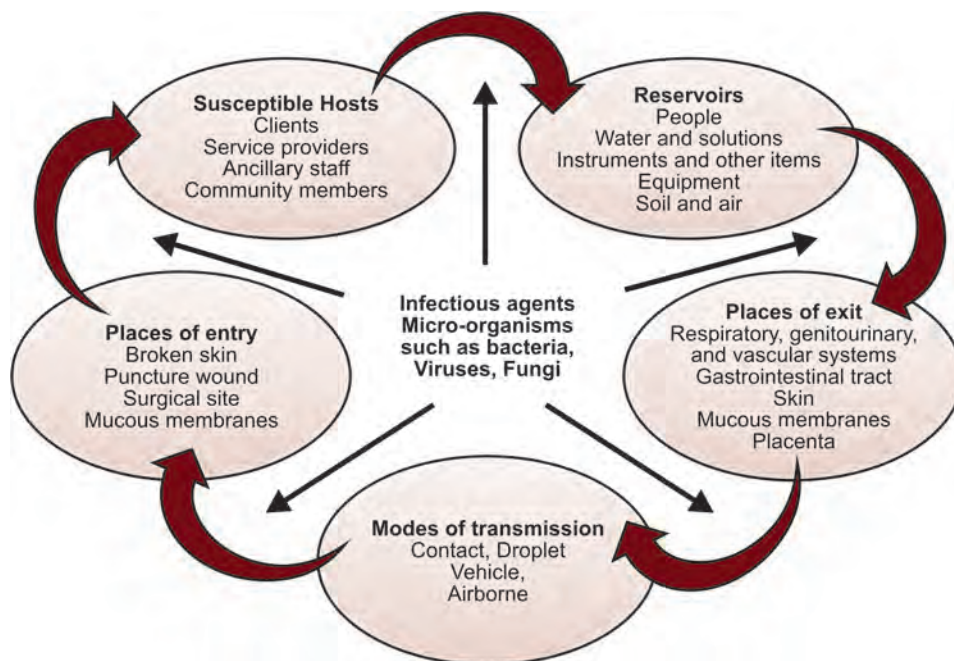 Susceptible Hosts
Clients
Service providers
Ancillary staff
Community members
Reservoirs
People
Water and solutions
Instruments and other items
Equipment
Soil and air
Places of exit
Respiratory, genitourinary,
and vascular systems
Gastrointestinal tract
Skin
Mucous membranes
Placenta
Modes of transmission
Contact, Droplet
Vehicle,
Airborne
Places of entry
Broken skin
Puncture wound
Surgical site
Mucous membranes
Infectious agents
Micro-organisms
such as bacteria,
Viruses, Fungi